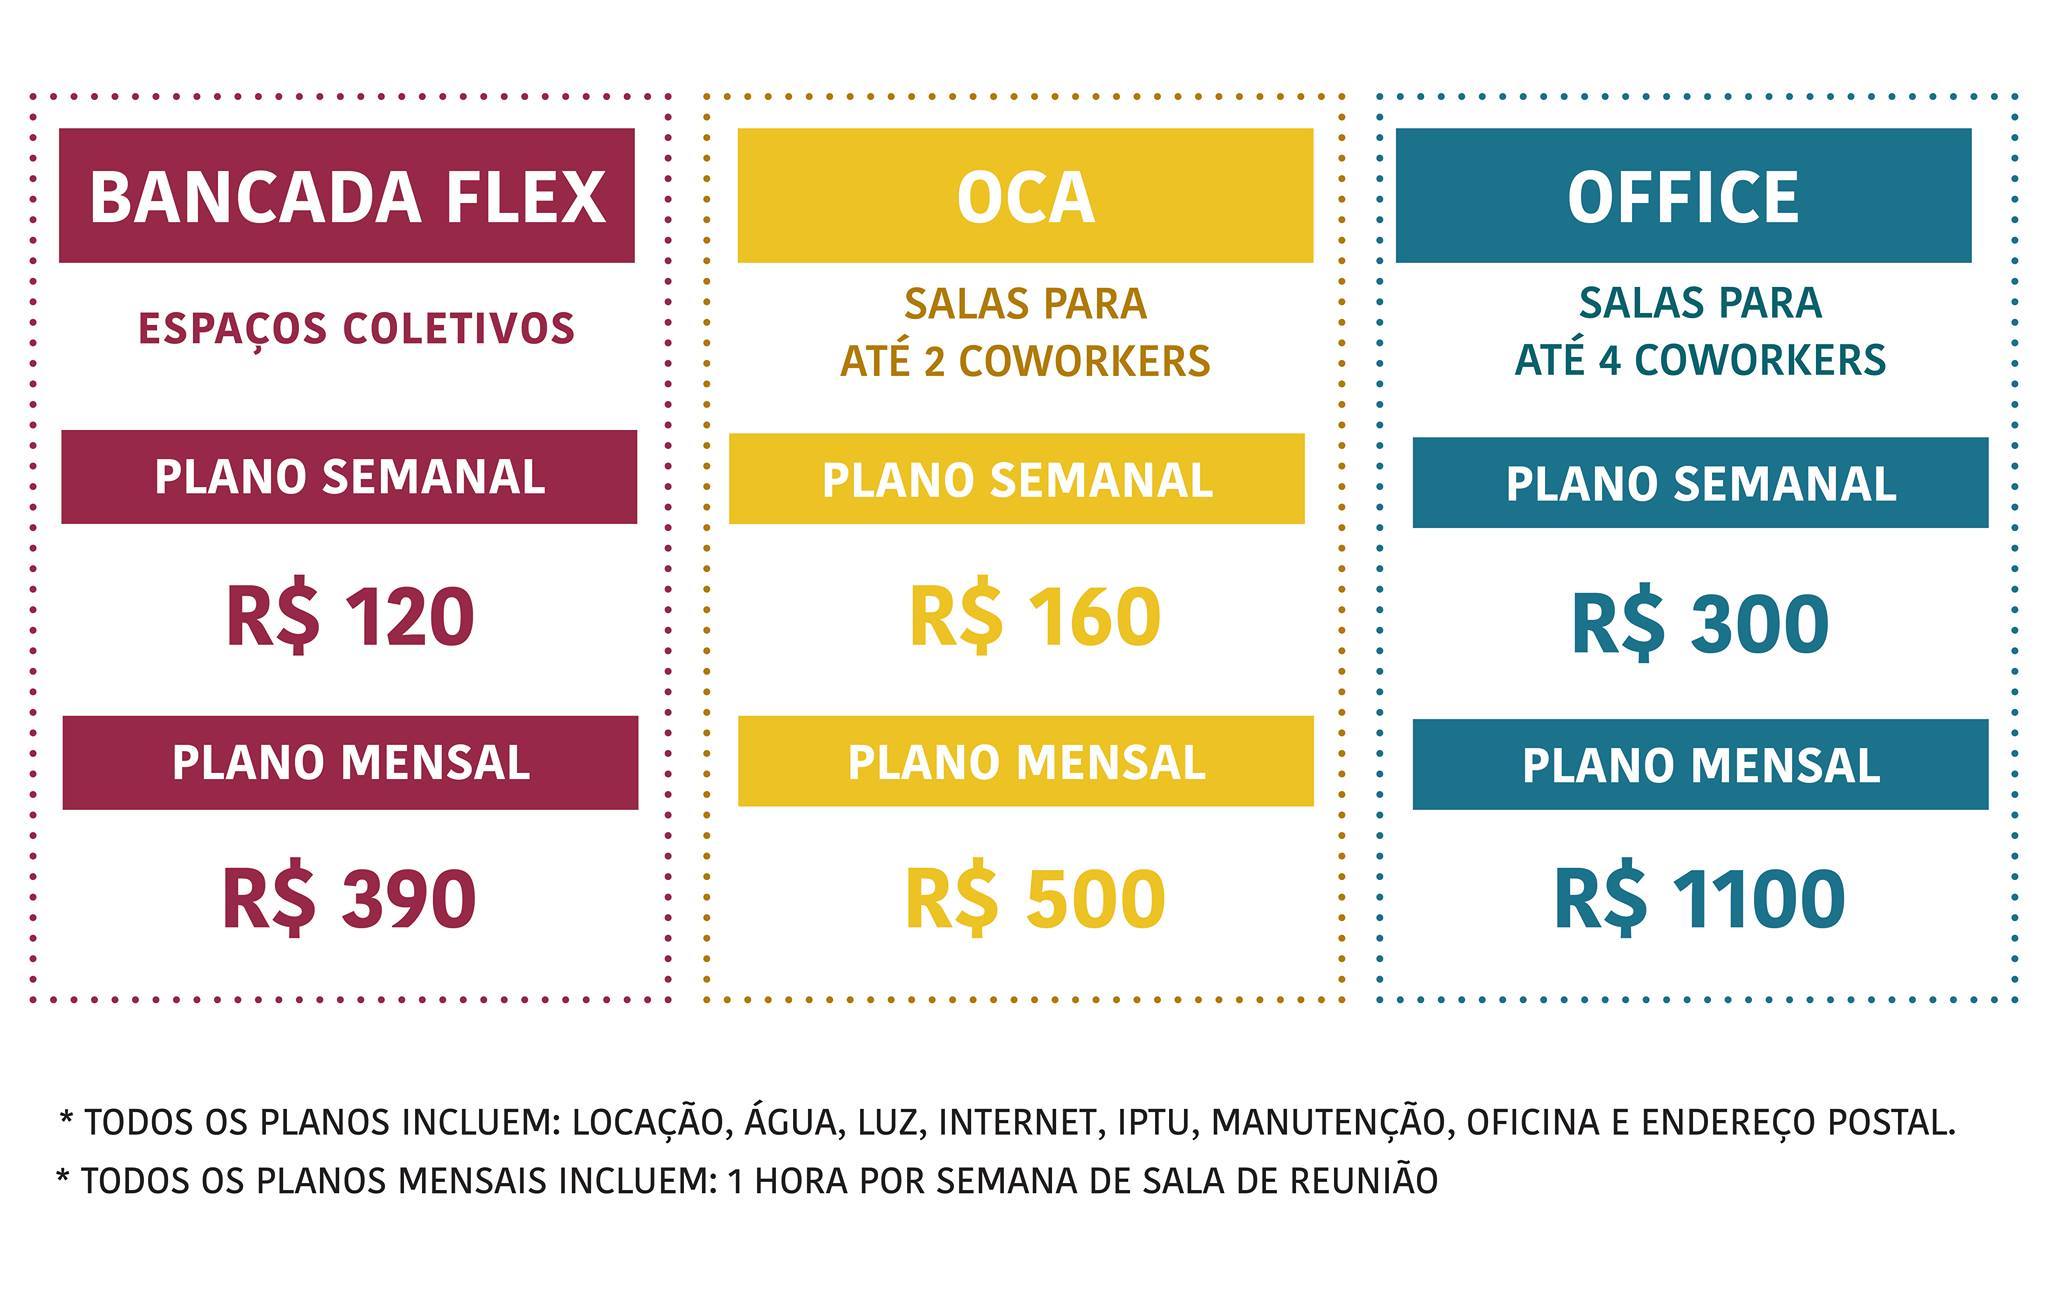 BANCADA FLEX
ESPAÇOS COLETIVOS
PLANO SEMANAL
R$ 120
PLANO MENSAL
R$ 390
OCA
SALAS PARA
ATÉ 2 COWORKERS
PLANO SEMANAL
R$ 160
PLANO MENSAL
R$ 500
OFFICE
SALAS PARA
ATÉ 4 COWORKERS
PLANO SEMANAL
R$ 300
PLANO MENSAL
R$ 1100
* TODOS OS PLANOS INCLUEM: LOCAÇÃO, ÁGUA, LUZ, INTERNET, IPTU, MANUTENÇÃO, OFICINA E ENDEREÇO POSTAL.
* TODOS OS PLANOS MENSAIS INCLUEM: 1 HORA POR SEMANA DE SALA DE REUNIÃO